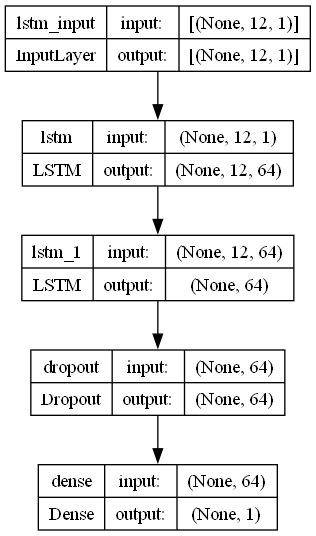 lstm_input input: [(None, 12, 1)]
InputLayer output: [(None, 12, 1)]
lstm input: (None, 12, 1)
LSTM output: (None, 12, 64)
lstm_1 input: (None, 12, 64)
LSTM output: (None, 64)
dropout input: (None, 64)
Dropout output: (None, 64)
dense input: (None, 64)
Dense output: (None, 1)